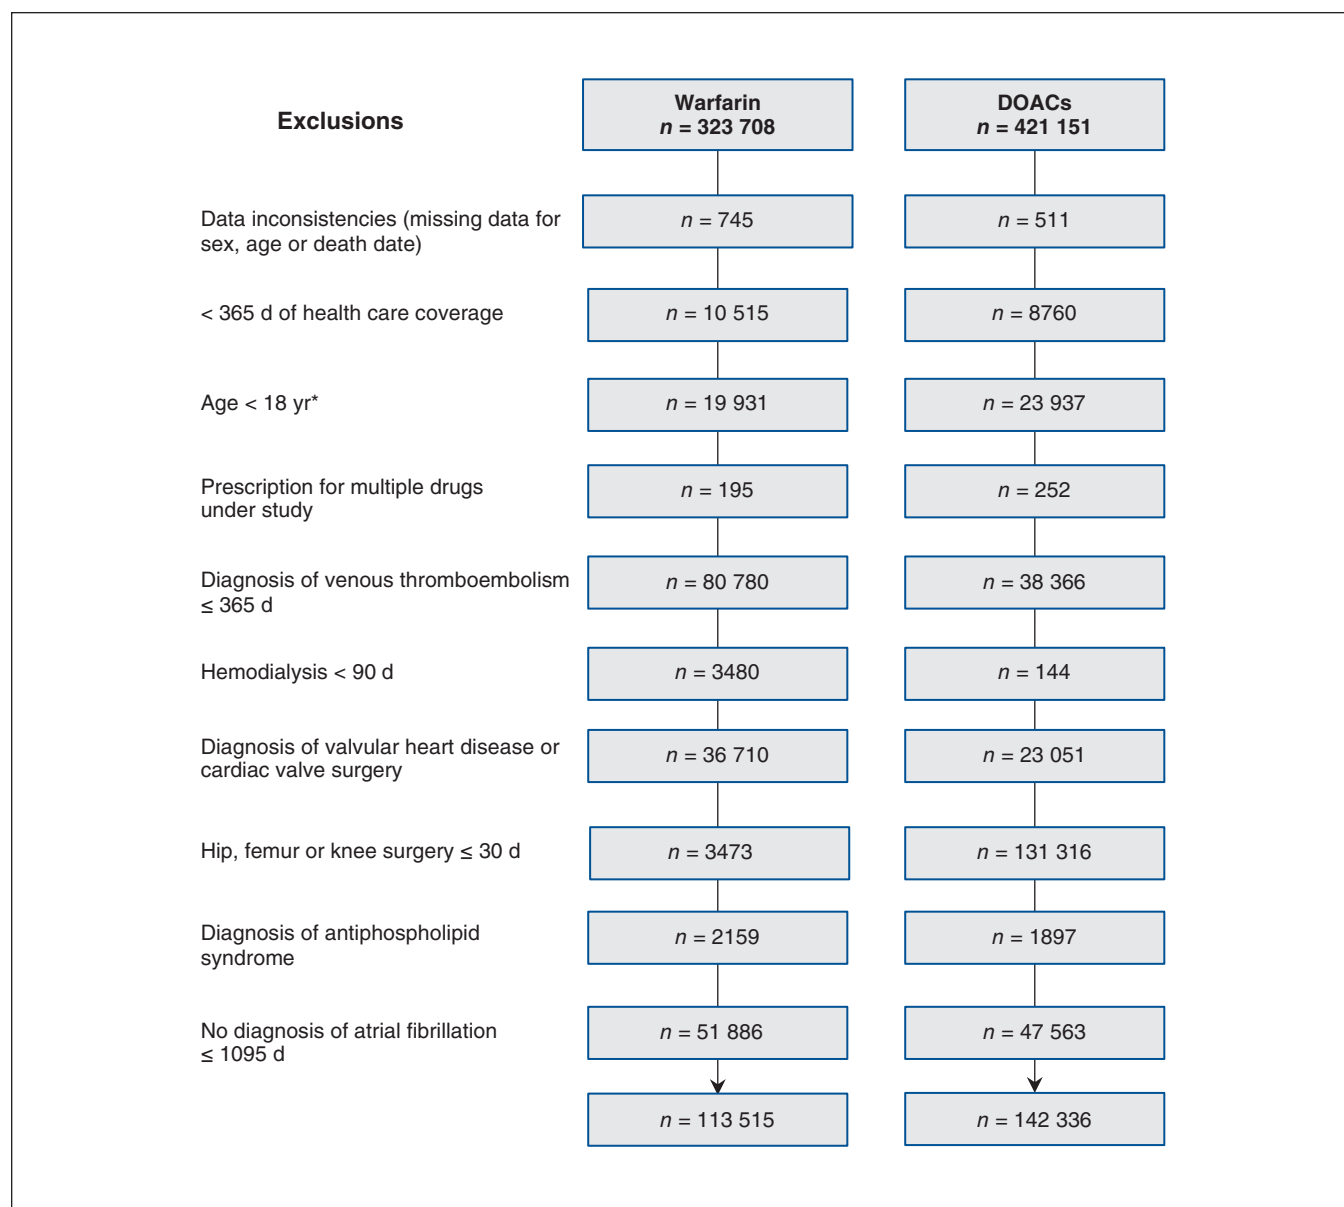 Exclusions
Warfarin
n = 323 708
DOACs
n = 421 151
Data inconsistencies (missing data for
sex, age or death date)
n = 745
n = 511
< 365 d of health care coverage
n = 10 515
n = 8760
Age < 18 yr*
n = 19 931
n = 23 937
Prescription for multiple drugs
under study
n = 195
n = 252
Diagnosis of venous thromboembolism
≤ 365 d
n = 80 780
n = 38 366
Hemodialysis < 90 d
n = 3480
n = 144
Diagnosis of valvular heart disease or
cardiac valve surgery
n = 36 710
n = 23 051
Hip, femur or knee surgery ≤ 30 d
n = 3473
n = 131 316
Diagnosis of antiphospholipid
syndrome
n = 2159
n = 1897
No diagnosis of atrial fibrillation
≤ 1095 d
n = 51 886
n = 47 563
n = 113 515
n = 142 336